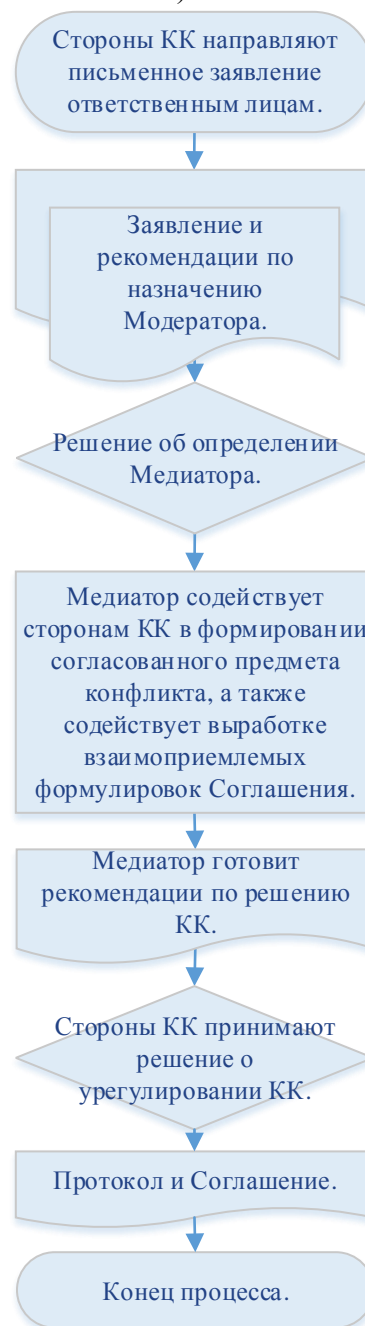 Стороны КК направляют
письменное заявление
ответственным лицам.
Заявление и
рекомендации по
назначению
Модератора.
Решение об определении
Медиатора.
Медиатор содействует
сторонам КК в формировании
согласованного предмета
конфликта, а также
содействует выработке
взаимоприемлемых
формулировок Соглашения.
Медиатор готовит
рекомендации по решению
КК.
Стороны КК принимают
решение о
урегулировании КК.
Протокол и Соглашение.
Конец процесса.